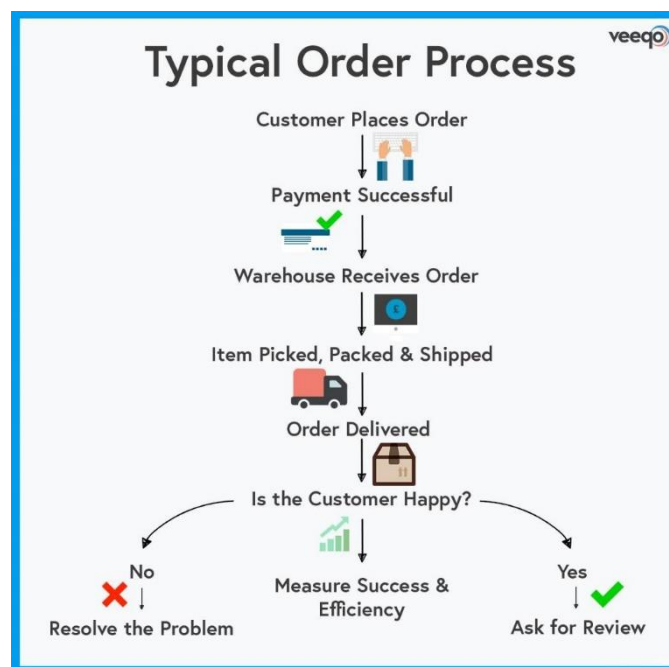 veeqo
Typical Order Process
Customer Places Order
Payment Successful
Warehouse Receives Order
Item Picked, Packed & Shipped
Order Delivered
Is the Customer Happy?
No
Measure Success &
Efficiency
Yes
Resolve the Problem
Ask for Review